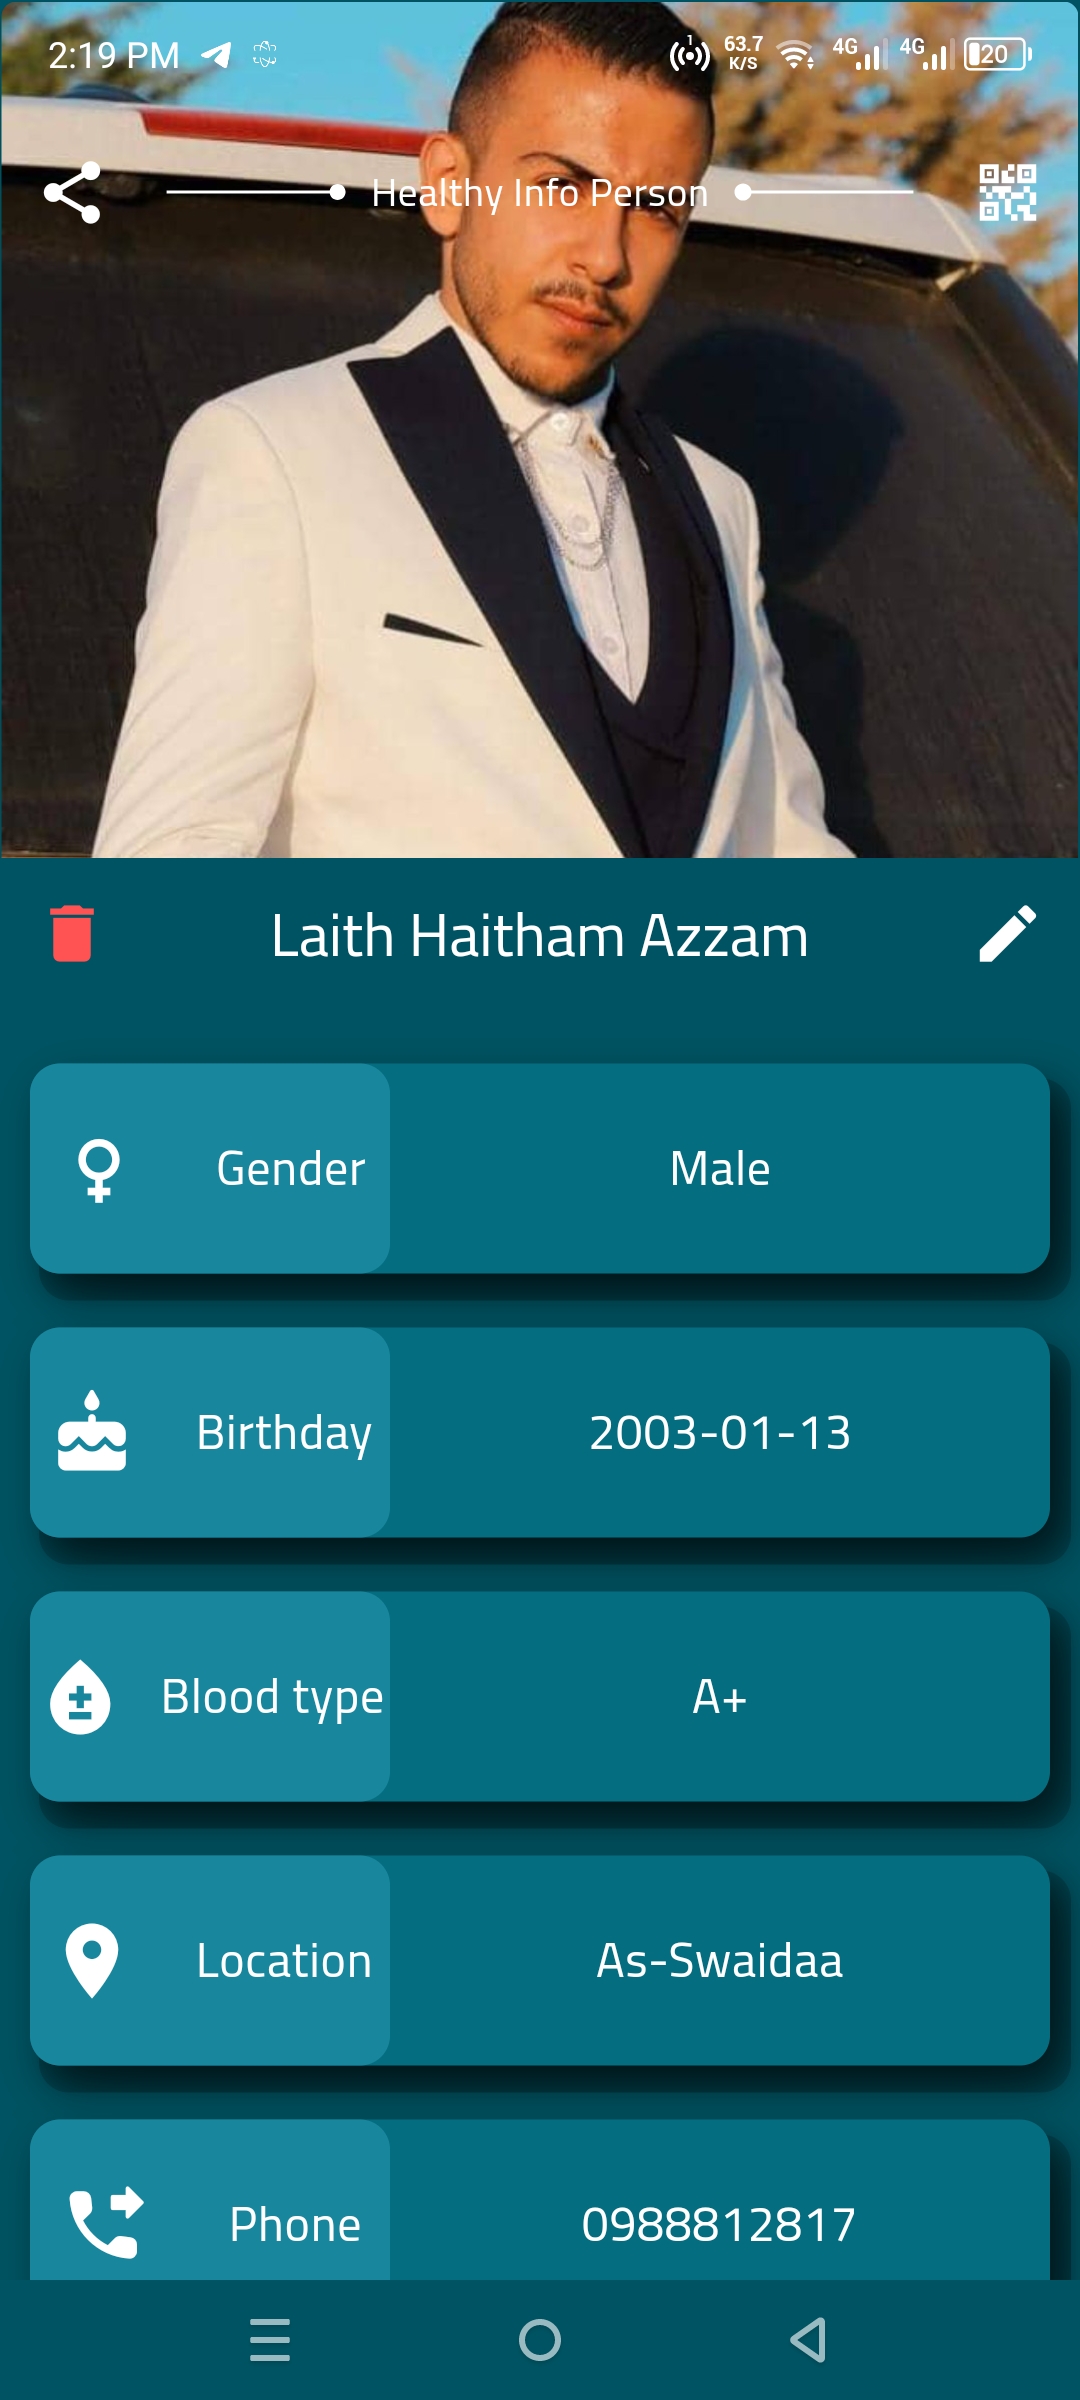 2:19 PM
1
63.7
K/S
4G
4G
20
Healthy Info Person
Laith Haitham Azzam
Gender
Male
Birthday
2003-01-13
Blood type
A+
Location
As-Swaidaa
Phone
0988812817